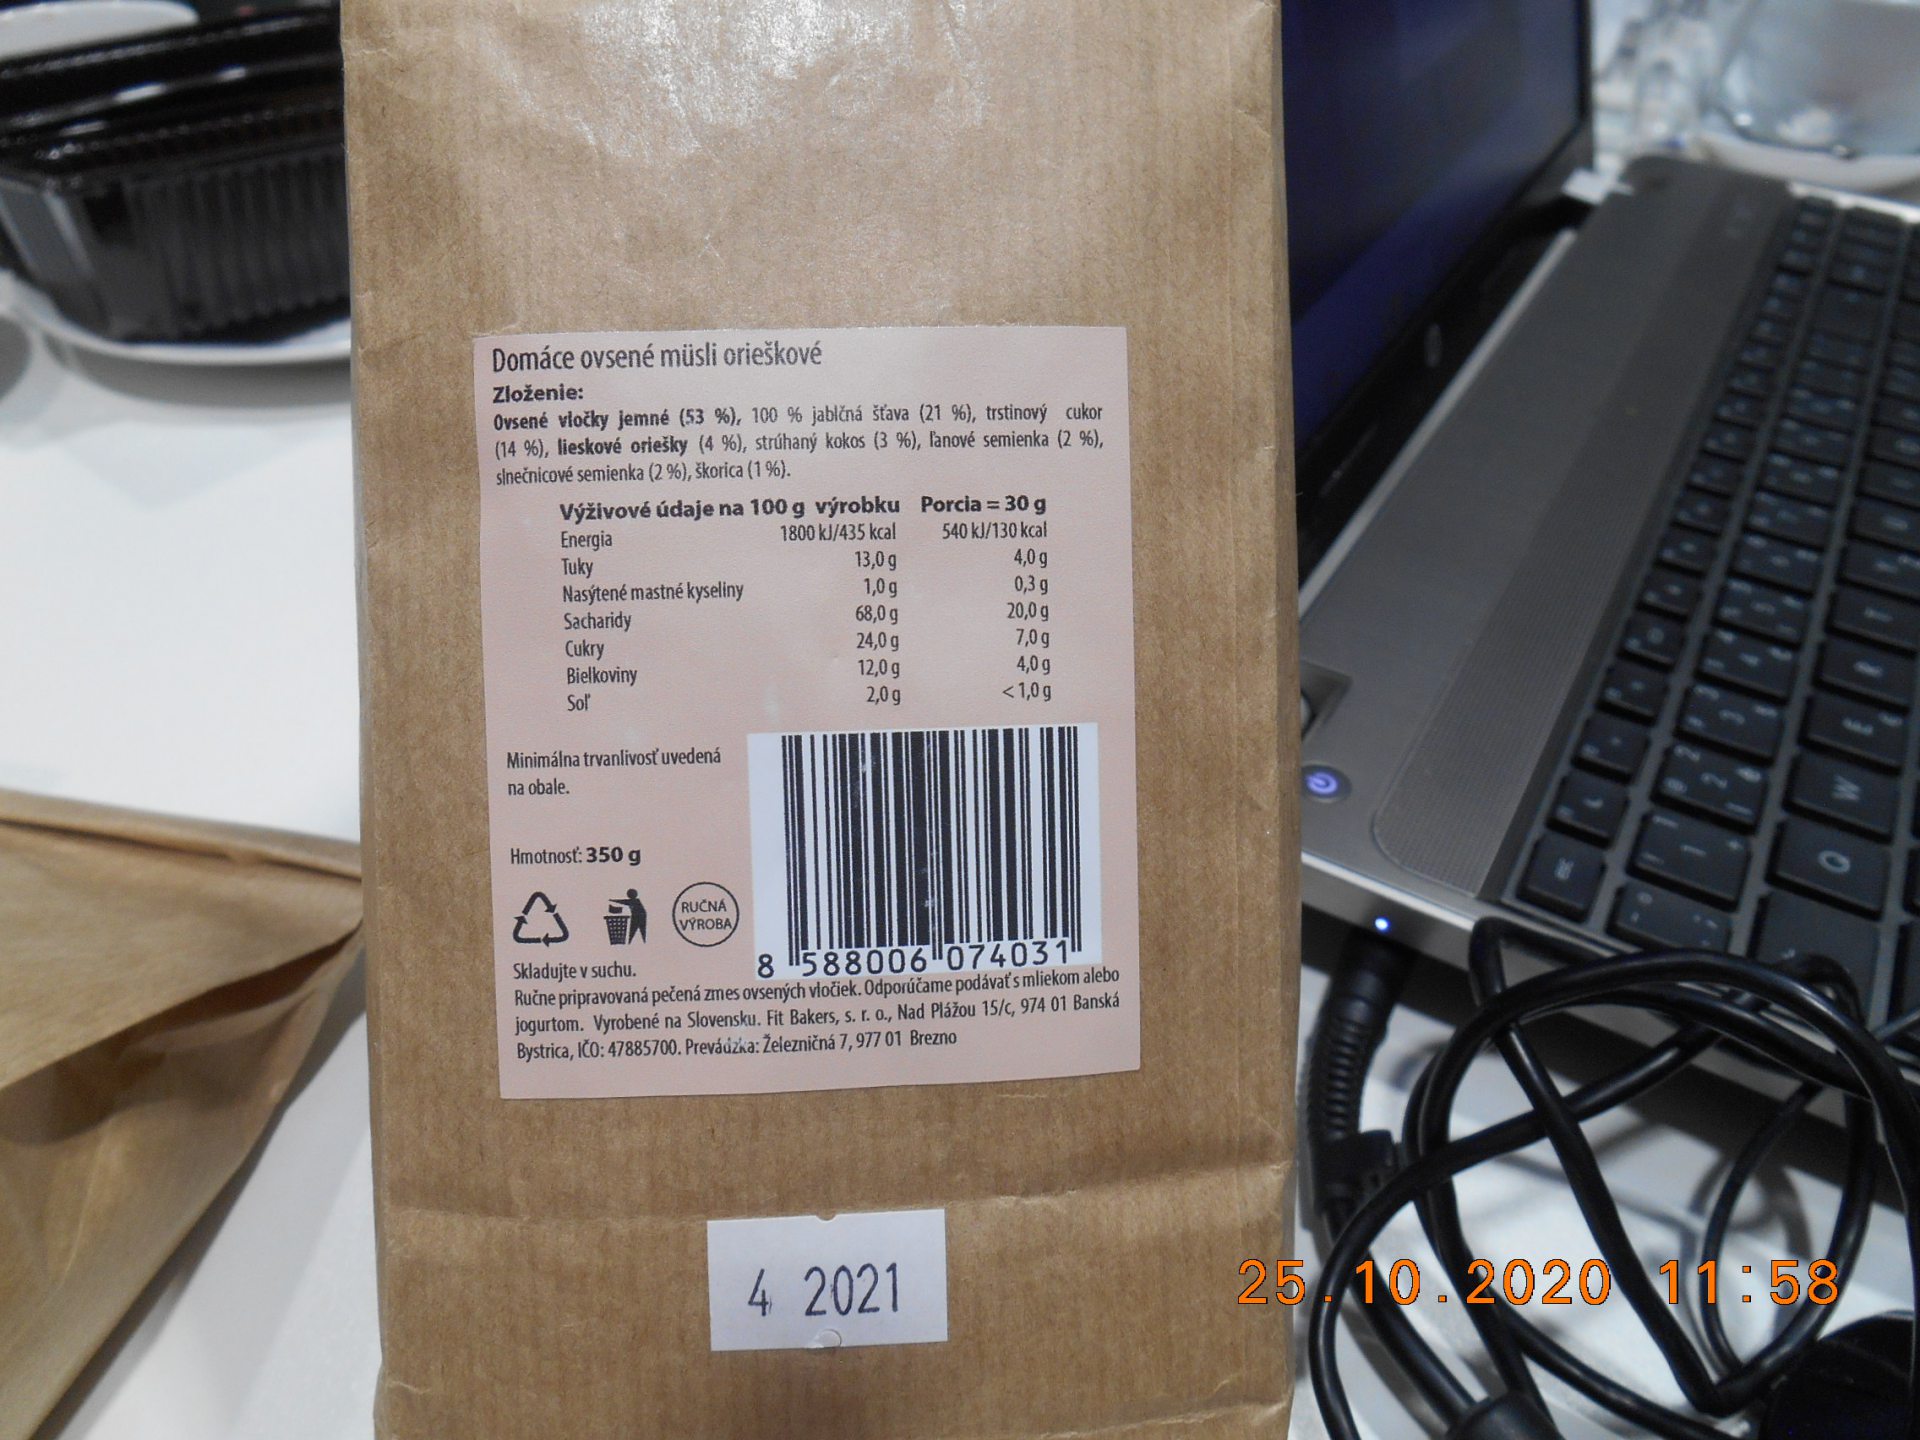 Domáce ovsené müsli orieškové
Zloženie:
Ovsené vločky jemné (53 %), 100 % jablčná šťava (21 %), trstinový cukor
(14 %), lieskové oriešky (4 %), strúhaný kokos (3 %), ľanové semienka (2 %),
slnečnicové semienka (2 %), škorica (1 %).
Výživové údaje na 100 g výrobku Porcia = 30 g
Energia 1800 kJ/435 kcal 540 kJ/130 kcal
Tuky 13,0 g 4,0 g
Nasýtené mastné kyseliny 1,0 g 0,3 g
Sacharidy 68,0 g 20,0 g
Cukry 24,0 g 7,0 g
Bielkoviny 12,0 g 4,0 g
Soľ 2,0 g < 1,0 g
Minimálna trvanlivosť uvedená
na obale.
Hmotnosť: 350 g
RUČNÁ
VÝROBA
8 588006 074031
Skladujte v suchu.
Ručne pripravovaná pečená zmes ovsených vločiek. Odporúčame podávať s mliekom alebo
jogurtom. Vyrobené na Slovensku. Fit Bakers, s. r. o., Nad Plážou 15/c, 974 01 Banská
Bystrica, IČO: 47885700. Prevádzka: Železničná 7, 977 01 Brezno
4 2021
25.10.2020 11:58